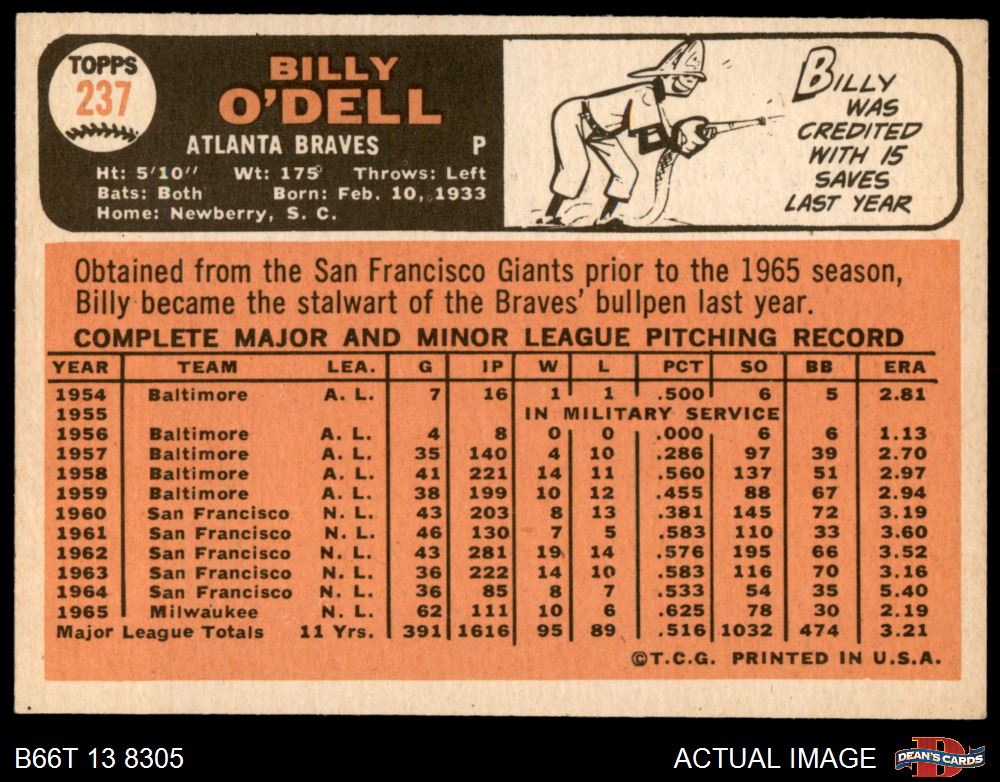 TOPPS
237
BILLY
O'DELL
ATLANTA BRAVES P
Ht: 5'10" Wt: 175 Throws: Left
Bats: Both Born: Feb. 10, 1933
Home: Newberry, S. C.
BILLY
WAS
CREDITED
WITH 15
SAVES
LAST YEAR
Obtained from the San Francisco Giants prior to the 1965 season,
Billy became the stalwart of the Braves' bullpen last year.
COMPLETE MAJOR AND MINOR LEAGUE PITCHING RECORD
YEAR TEAM LEA. G IP W L PCT SO BB ERA
1954 Baltimore A. L. 7 16 1 1 .500 6 5 2.81
1955 IN MILITARY SERVICE
1956 Baltimore A. L. 4 8 0 0 .000 6 6 1.13
1957 Baltimore A. L. 35 140 4 10 .286 97 39 2.70
1958 Baltimore A. L. 41 221 14 11 .560 137 51 2.97
1959 Baltimore A. L. 38 199 10 12 .455 88 67 2.94
1960 San Francisco N. L. 43 203 8 13 .381 145 72 3.19
1961 San Francisco N. L. 46 130 7 5 .583 110 33 3.60
1962 San Francisco N. L. 43 281 19 14 .576 195 66 3.52
1963 San Francisco N. L. 36 222 14 10 .583 116 70 3.16
1964 San Francisco N. L. 36 85 8 7 .533 54 35 5.40
1965 Milwaukee N. L. 62 111 10 6 .625 78 30 2.19
Major League Totals 11 Yrs. 391 1616 95 89 .516 1032 474 3.21
©T.C.G. PRINTED IN U.S.A.
B66T 13 8305
ACTUAL IMAGE
D
DEAN'S CARDS